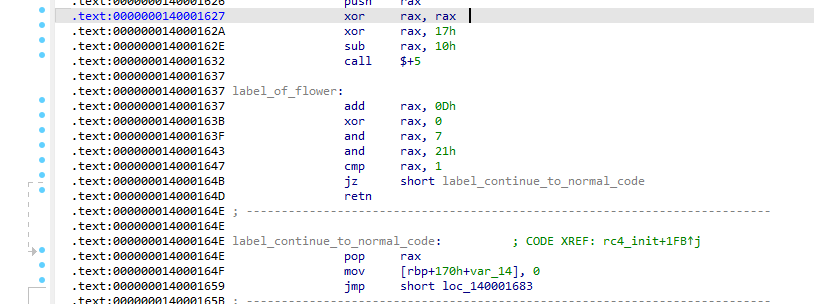 .text:0000000140001626 push rax
.text:0000000140001627 xor rax, rax
.text:000000014000162A xor rax, 17h
.text:000000014000162E sub rax, 10h
.text:0000000140001632 call $+5
.text:0000000140001637
.text:0000000140001637 label_of_flower:
.text:0000000140001637 add rax, 0Dh
.text:000000014000163B xor rax, 0
.text:000000014000163F and rax, 7
.text:0000000140001643 and rax, 21h
.text:0000000140001647 cmp rax, 1
.text:000000014000164B jz short label_continue_to_normal_code
.text:000000014000164D retn
.text:000000014000164E ; ---------------------------------------------------------------------------
.text:000000014000164E
.text:000000014000164E label_continue_to_normal_code: ; CODE XREF: rc4_init+1FB↑j
.text:000000014000164E pop rax
.text:000000014000164F mov [rbp+170h+var_14], 0
.text:0000000140001659 jmp short loc_140001683
.text:000000014000165B ; ---------------------------------------------------------------------------